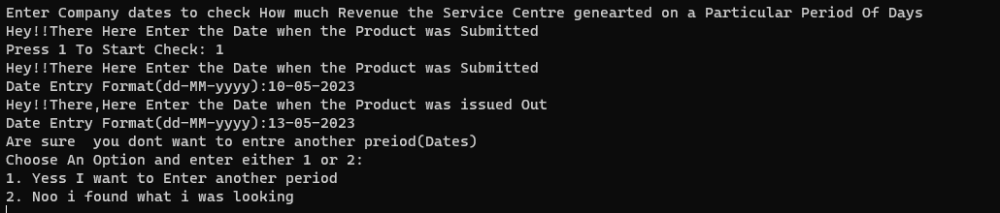 Enter Company dates to check How much Revenue the Service Centre genearted on a Particular Period Of Days
Hey!!There Here Enter the Date when the Product was Submitted
Press 1 To Start Check: 1
Hey!!There Here Enter the Date when the Product was Submitted
Date Entry Format(dd-MM-yyyy):10-05-2023
Hey!!There,Here Enter the Date when the Product was issued Out
Date Entry Format(dd-MM-yyyy):13-05-2023
Are sure  you dont want to entre another preiod(Dates)
Choose An Option and enter either 1 or 2:
1. Yess I want to Enter another period
2. Noo i found what i was looking